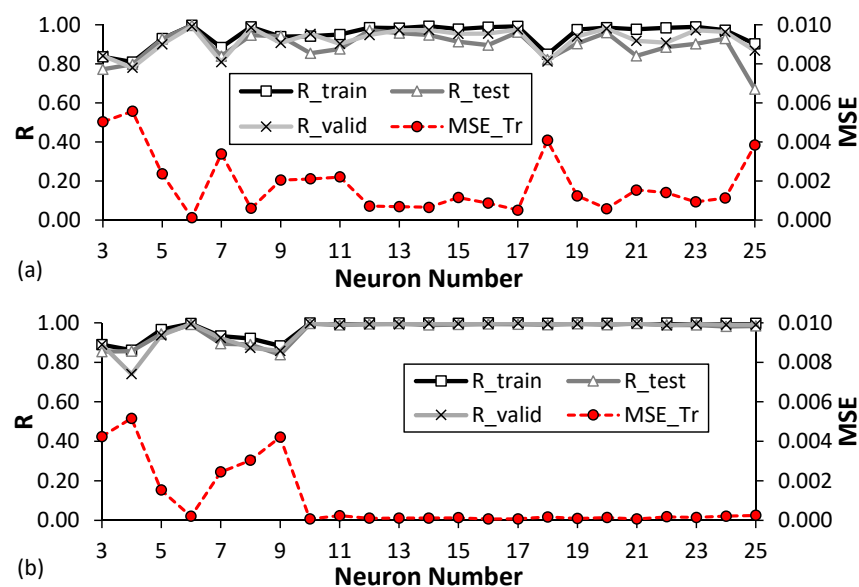 1.00 0.010
0.80 0.008
R_train R_test
0.60 0.006
R MSE
R_valid MSE_Tr
0.40 0.004
0.20 0.002
0.00 0.000
3 5 7 9 11 13 15 17 19 21 23 25
(a) Neuron Number
1.00 0.010
0.80 0.008
R_train R_test
0.60 0.006
R MSE
R_valid MSE_Tr
0.40 0.004
0.20 0.002
0.00 0.000
3 5 7 9 11 13 15 17 19 21 23 25
(b) Neuron Number